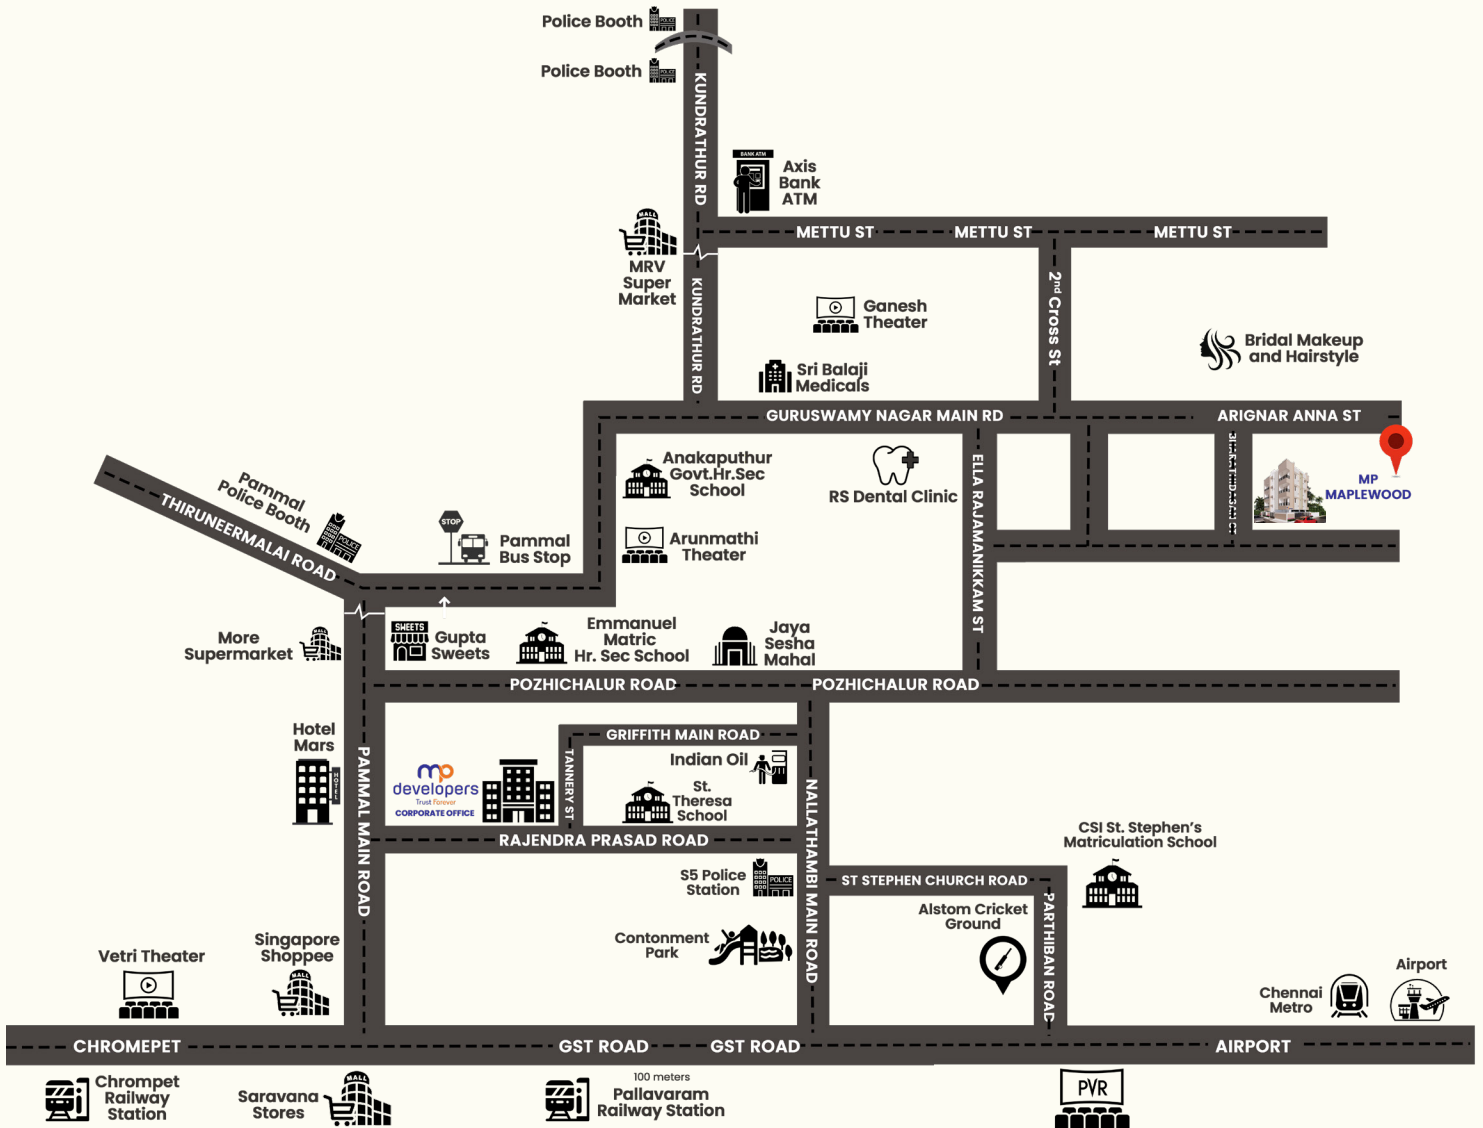 Police Booth
POLICE
Police Booth
KUNDRATHUR RD
BANK ATM
Axis
Bank
ATM
MALL
MRV
Super
Market
METTU ST
METTU ST
METTU ST
KUNDRATHUR RD
2nd Cross St
Ganesh
Theater
Bridal Makeup
and Hairstyle
Sri Balaji
Medicals
GURUSWAMY NAGAR MAIN RD
ARIGNAR ANNA ST
Anakaputhur
Govt.Hr.Sec
School
RS Dental Clinic
ELLA RAJAMANIKKAM ST
MP
MAPLEWOOD
Pammal
Police Booth
POLICE
THIRUNEERMALAI ROAD
STOP
Pammal
Bus Stop
Arunmathi
Theater
More
Supermarket
MALL
SWEETS
Gupta
Sweets
Emmanuel
Matric
Hr. Sec School
Jaya
Sesha
Mahal
POZHICHALUR ROAD
POZHICHALUR ROAD
Hotel
Mars
HOTEL
PAMMAL MAIN ROAD
mp
developers
Trust Forever
CORPORATE OFFICE
TANNERY ST
GRIFFITH MAIN ROAD
Indian Oil
St.
Theresa
School
NALLATHAMBI MAIN ROAD
RAJENDRA PRASAD ROAD
CSI St. Stephen's
Matriculation School
S5 Police
Station
POLICE
ST STEPHEN CHURCH ROAD
PARTHIBAN ROAD
Alstom Cricket
Ground
Contonment
Park
Vetri Theater
Singapore
Shoppee
MALL
Chennai
Metro
Airport
CHROMEPET
GST ROAD
GST ROAD
AIRPORT
Chrompet
Railway
Station
Saravana
Stores
MALL
100 meters
Pallavaram
Railway Station
PVR